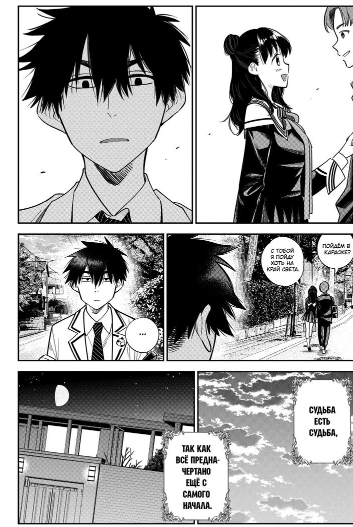 ПОЙДЁМ В
КАРАОКЕ?
С ТОБОЙ
Я ПОЙДУ
ХОТЬ НА
КРАЙ СВЕТА.
...
СУДЬБА
ЕСТЬ
СУДЬБА,
ТАК КАК
ВСЁ ПРЕДНА-
ЧЕРТАНО
ЕЩЁ С
САМОГО
НАЧАЛА.